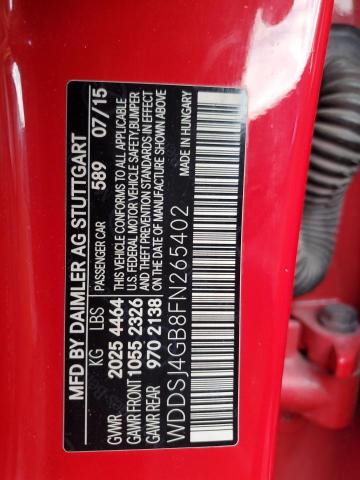 MFD BY DAIMLER AG STUTTGART
PASSENGER CAR 589 07/15
KG LBS
GVWR 2025 4464
GAWR FRONT 1055 2326
GAWR REAR 970 2138
THIS VEHICLE CONFORMS TO ALL APPLICABLE
U.S. FEDERAL MOTOR VEHICLE SAFETY, BUMPER
AND THEFT PREVENTION STANDARDS IN EFFECT
ON THE DATE OF MANUFACTURE SHOWN ABOVE.
WDDSJ4GB8FN265402
MADE IN HUNGARY